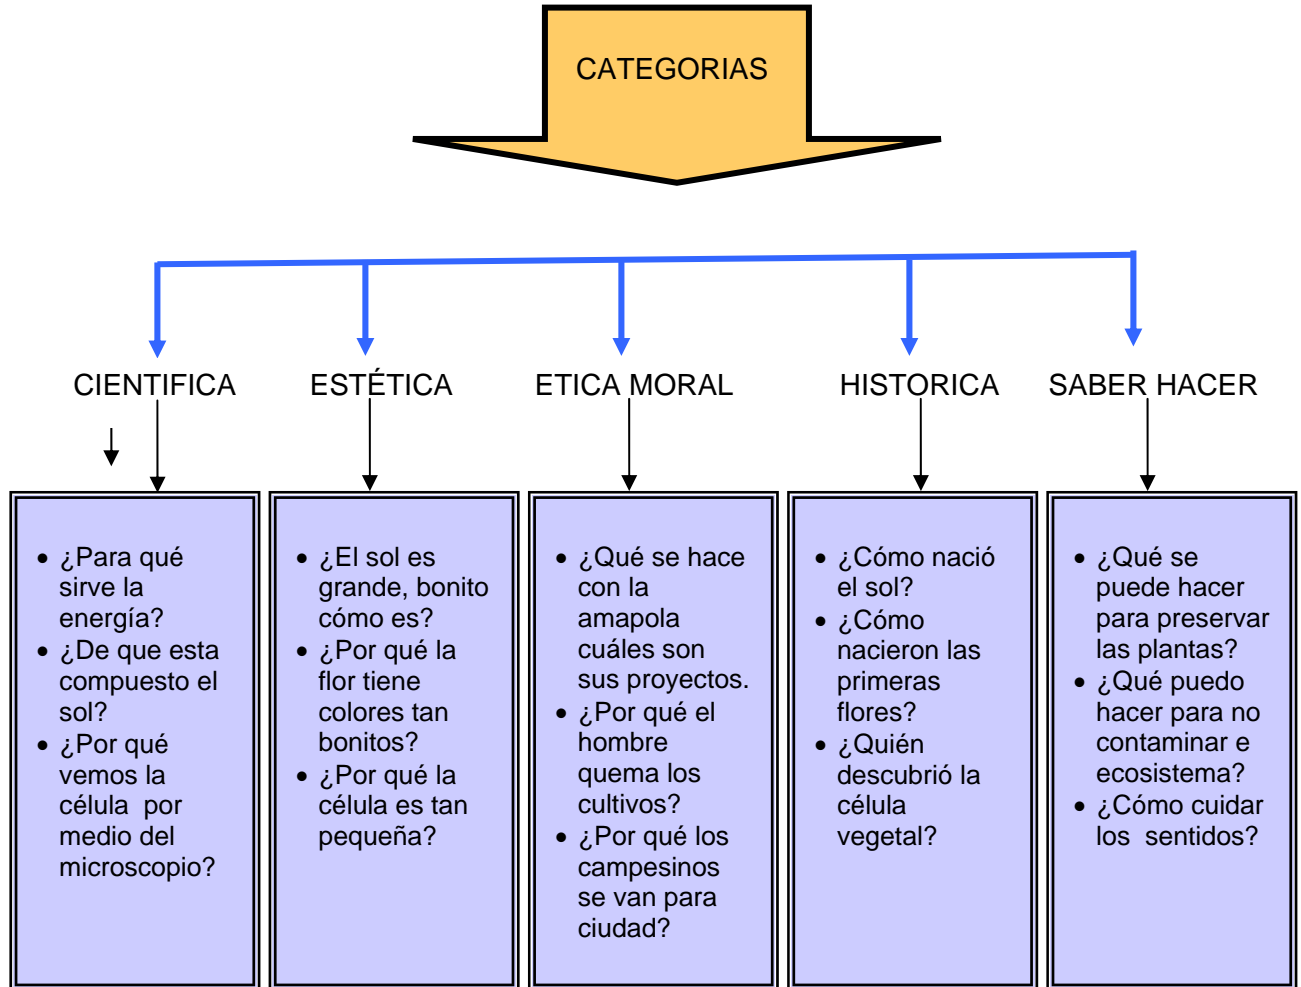 CATEGORIAS
CIENTIFICA
ESTÉTICA
ETICA MORAL
HISTORICA
SABER HACER
• ¿Para qué
sirve la
energía?
• ¿De que esta
compuesto el
sol?
• ¿Por qué
vemos la
célula por
medio del
microscopio?
• ¿El sol es
grande, bonito
cómo es?
• ¿Por qué la
flor tiene
colores tan
bonitos?
• ¿Por qué la
célula es tan
pequeña?
• ¿Qué se hace
con la
amapola
cuáles son
sus proyectos.
• ¿Por qué el
hombre
quema los
cultivos?
• ¿Por qué los
campesinos
se van para
ciudad?
• ¿Cómo nació
el sol?
• ¿Cómo
nacieron las
primeras
flores?
• ¿Quién
descubrió la
célula
vegetal?
• ¿Qué se
puede hacer
para preservar
las plantas?
• ¿Qué puedo
hacer para no
contaminar e
ecosistema?
• ¿Cómo cuidar
los sentidos?